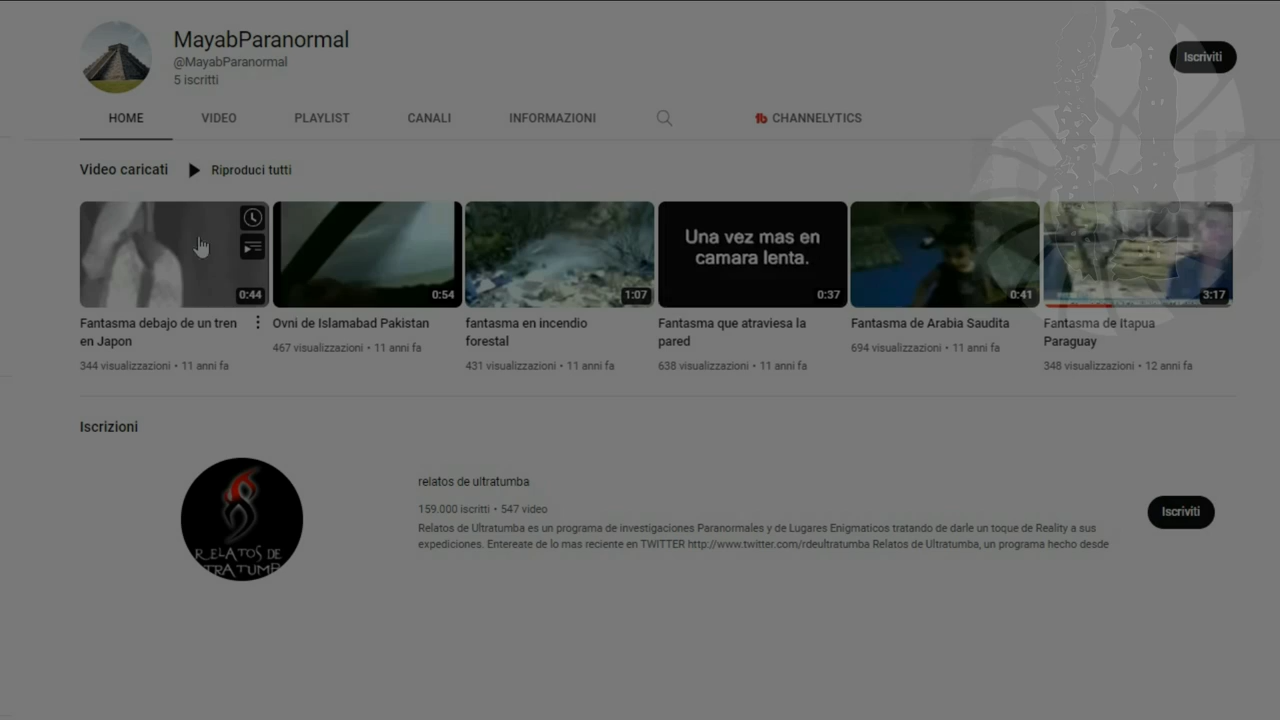 MayabParanormal
@MayabParanormal
5 iscritti
Iscriviti
HOME VIDEO PLAYLIST CANALI INFORMAZIONI CHANNELYTICS
Video caricati Riproduci tutti
Una vez mas en
camara lenta.
0:44 0:54 1:07 0:37 0:41 3:17
Fantasma debajo de un tren
en Japon
344 visualizzazioni • 11 anni fa
Ovni de Islamabad Pakistan
467 visualizzazioni • 11 anni fa
fantasma en incendio
forestal
431 visualizzazioni • 11 anni fa
Fantasma que atraviesa la
pared
638 visualizzazioni • 11 anni fa
Fantasma de Arabia Saudita
694 visualizzazioni • 11 anni fa
Fantasma de Itapua
Paraguay
348 visualizzazioni • 12 anni fa
Iscrizioni
RELATOS DE
relatos de ultratumba
159.000 iscritti • 547 video
Relatos de Ultratumba es un programa de investigaciones Paranormales y de Lugares Enigmaticos tratando de darle un toque de Reality a sus
expediciones. Entereate de lo mas reciente en TWITTER http://www.twitter.com/rdeultratumba Relatos de Ultratumba, un programa hecho desde
Iscriviti